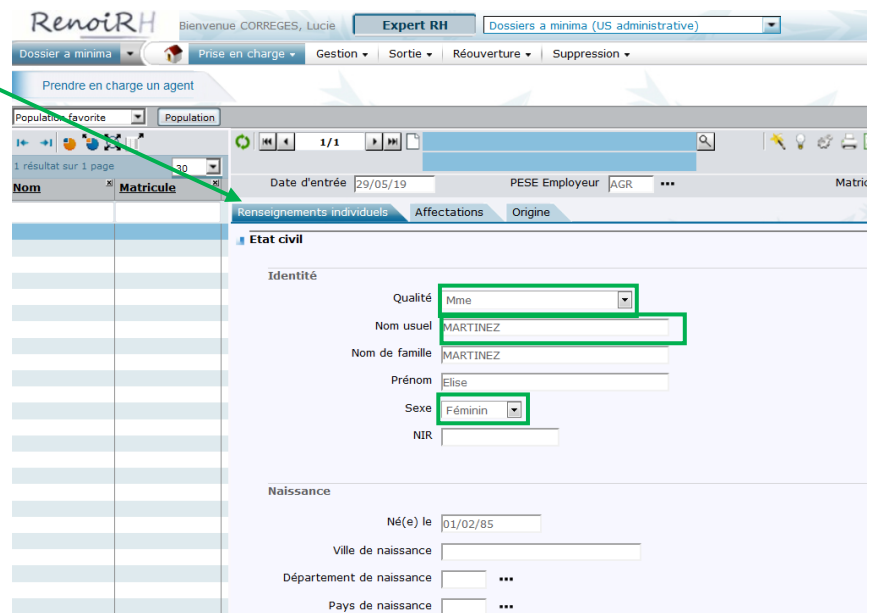 RenoiRH Bienvenue CORREGES, Lucie Expert RH Dossiers a minima (US administrative)
Dossier a minima Prise en charge Gestion Sortie Réouverture Suppression
Prendre en charge un agent
Population favorite Population
1/1
1 résultat sur 1 page 30
Nom Matricule
Date d'entrée 29/05/19 PESE Employeur AGR ...
Renseignements individuels Affectations Origine
Etat civil
Identité
Qualité Mme
Nom usuel MARTINEZ
Nom de famille MARTINEZ
Prénom Elise
Sexe Féminin
NIR
Naissance
Né(e) le 01/02/85
Ville de naissance
Département de naissance ...
Pays de naissance ...